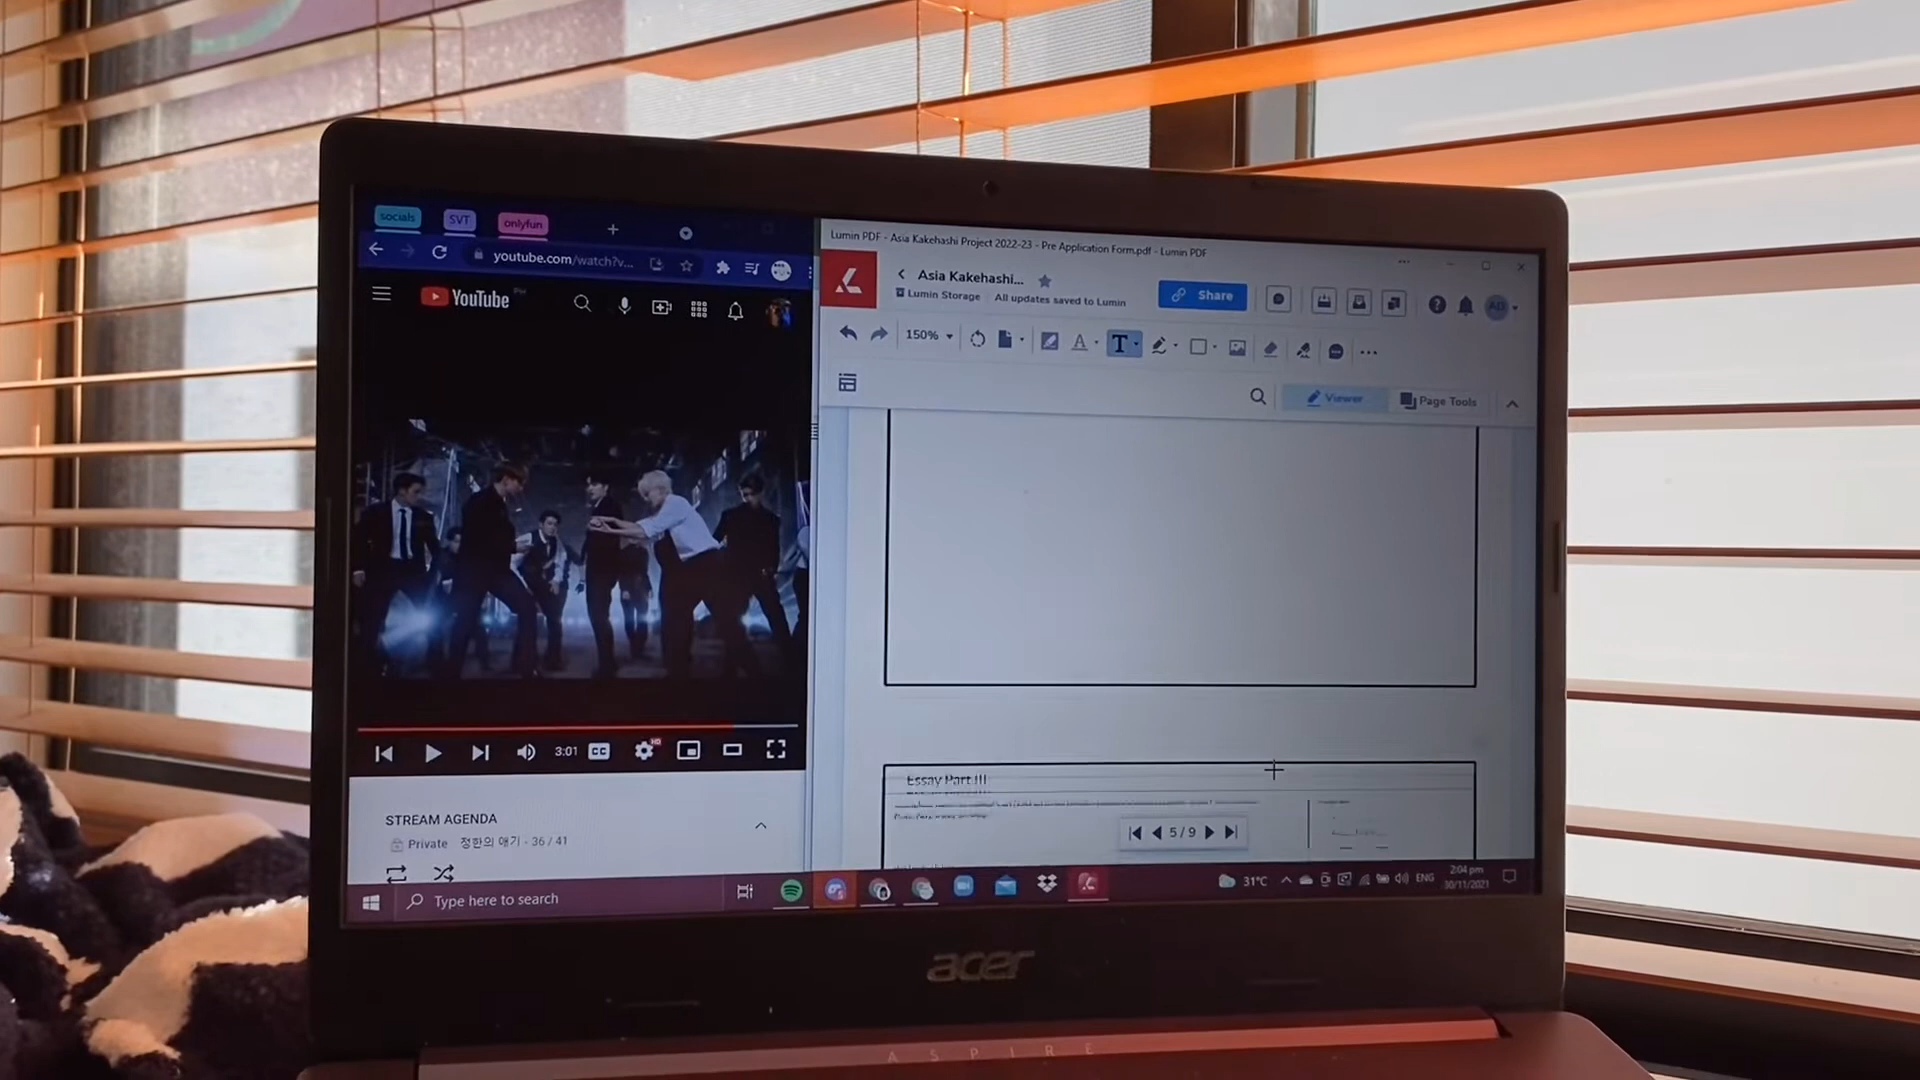 socials
SVT
onlyfun
youtube.com/watch?v...
YouTube
PH
3:01
CC
HD
STREAM AGENDA
Private 정한의 얘기 - 36 / 41
Lumin PDF - Asia Kakehashi Project 2022-23 - Pre Application Form.pdf - Lumin PDF
Asia Kakehashi...
Lumin Storage All updates saved to Lumin
Share
AD
150%
A
T
Viewer
Page Tools
Essay Part III
5 / 9
Type here to search
31°C
ENG
2:04 pm
30/11/2021
acer
ASPIRE